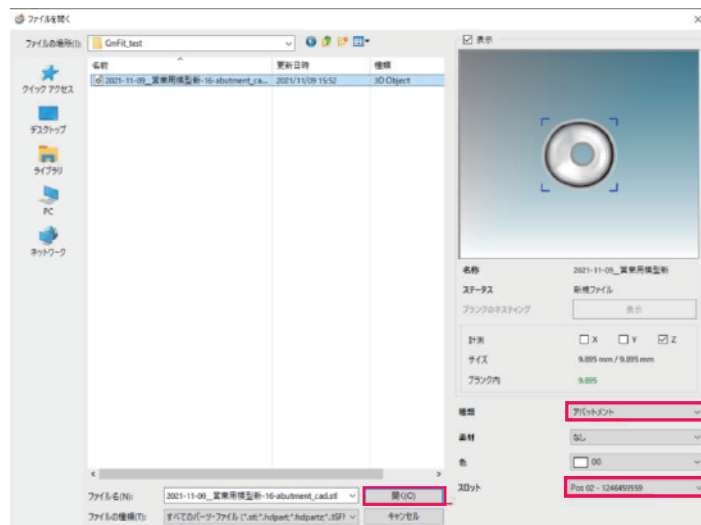 ファイルを開く
ファイルの場所(I):
CmFit_test
表示
名前
更新日時
種類
2021-11-09__営業用模型新-16-abutment_ca...
2021/11/09 15:52
3D Object
クイック アクセス
デスクトップ
ライブラリ
PC
ネットワーク
名称
2021-11-09__営業用模型新
ステータス
新規ファイル
ブランクのネスティング
表示
計測
X
Y
Z
サイズ
9.895 mm / 9.895 mm
ブランク内
9.895
種類
アバットメント
素材
なし
色
00
スロット
Pos 02 - 1246459559
ファイル名(N):
2021-11-09__営業用模型新-16-abutment_cad.stl
開く(O)
ファイルの種類(T):
すべてのパーツ・ファイル (*.stl;*.hdpart;*.hdpartz;*.3SF)
キャンセル